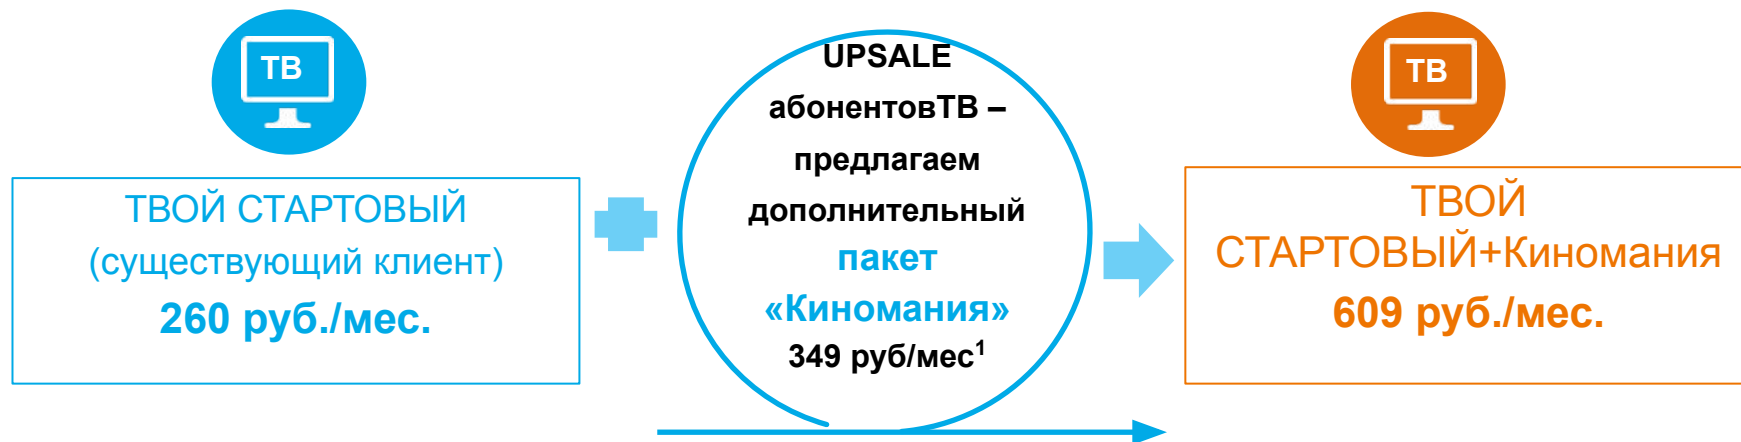 ТВ
ТВОЙ СТАРТОВЫЙ
(существующий клиент)
260 руб./мес.
UPSALE
абонентовТВ –
предлагаем
дополнительный
пакет
«Киномания»
349 руб/мес¹
ТВ
ТВОЙ
СТАРТОВЫЙ+Киномания
609 руб./мес.